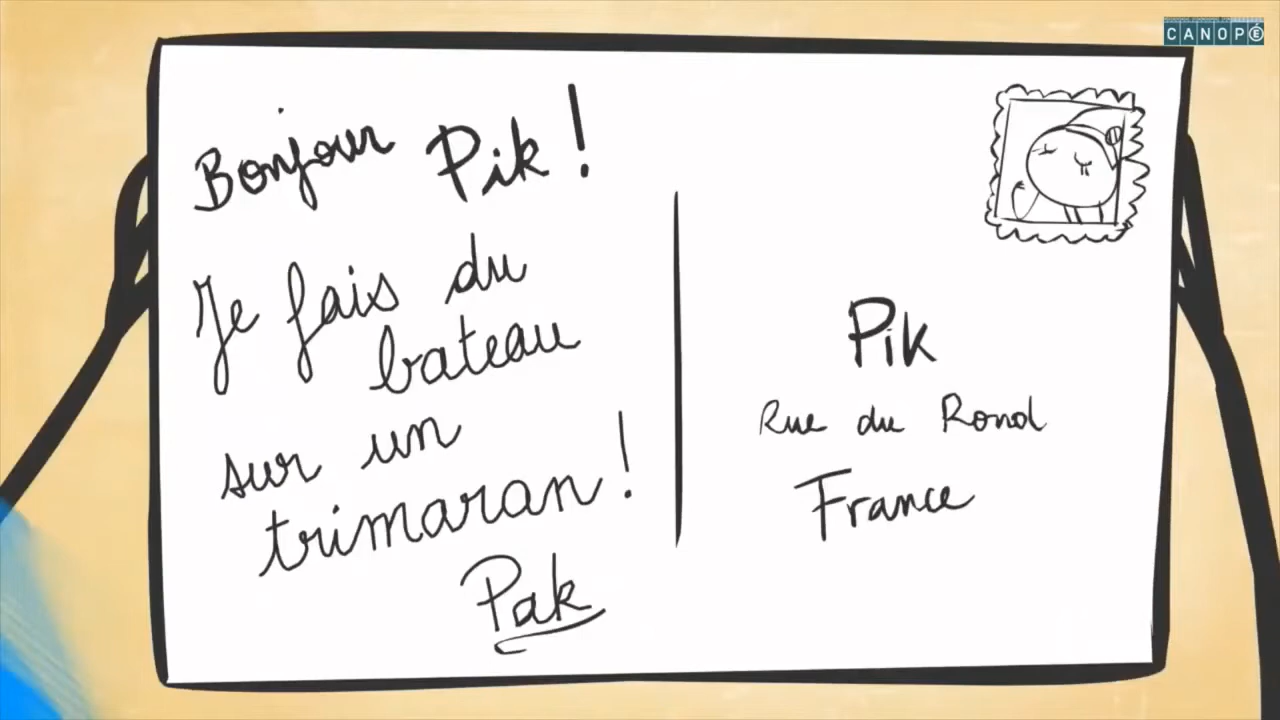 CANOPÉ
Bonjour Pik !
Je fais du
bateau
sur un
trimaran !
Pak
Pik
Rue du Rond
France